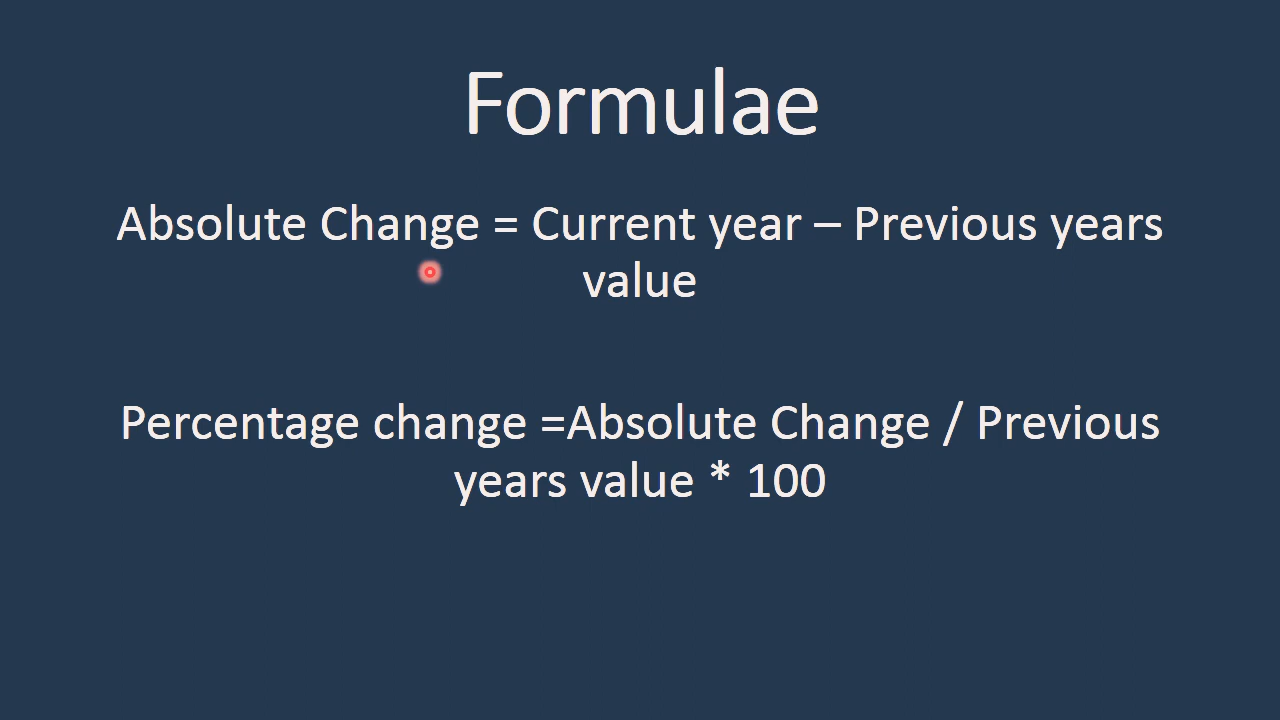 Formulae
Absolute Change = Current year – Previous years
value
Percentage change =Absolute Change / Previous
years value * 100